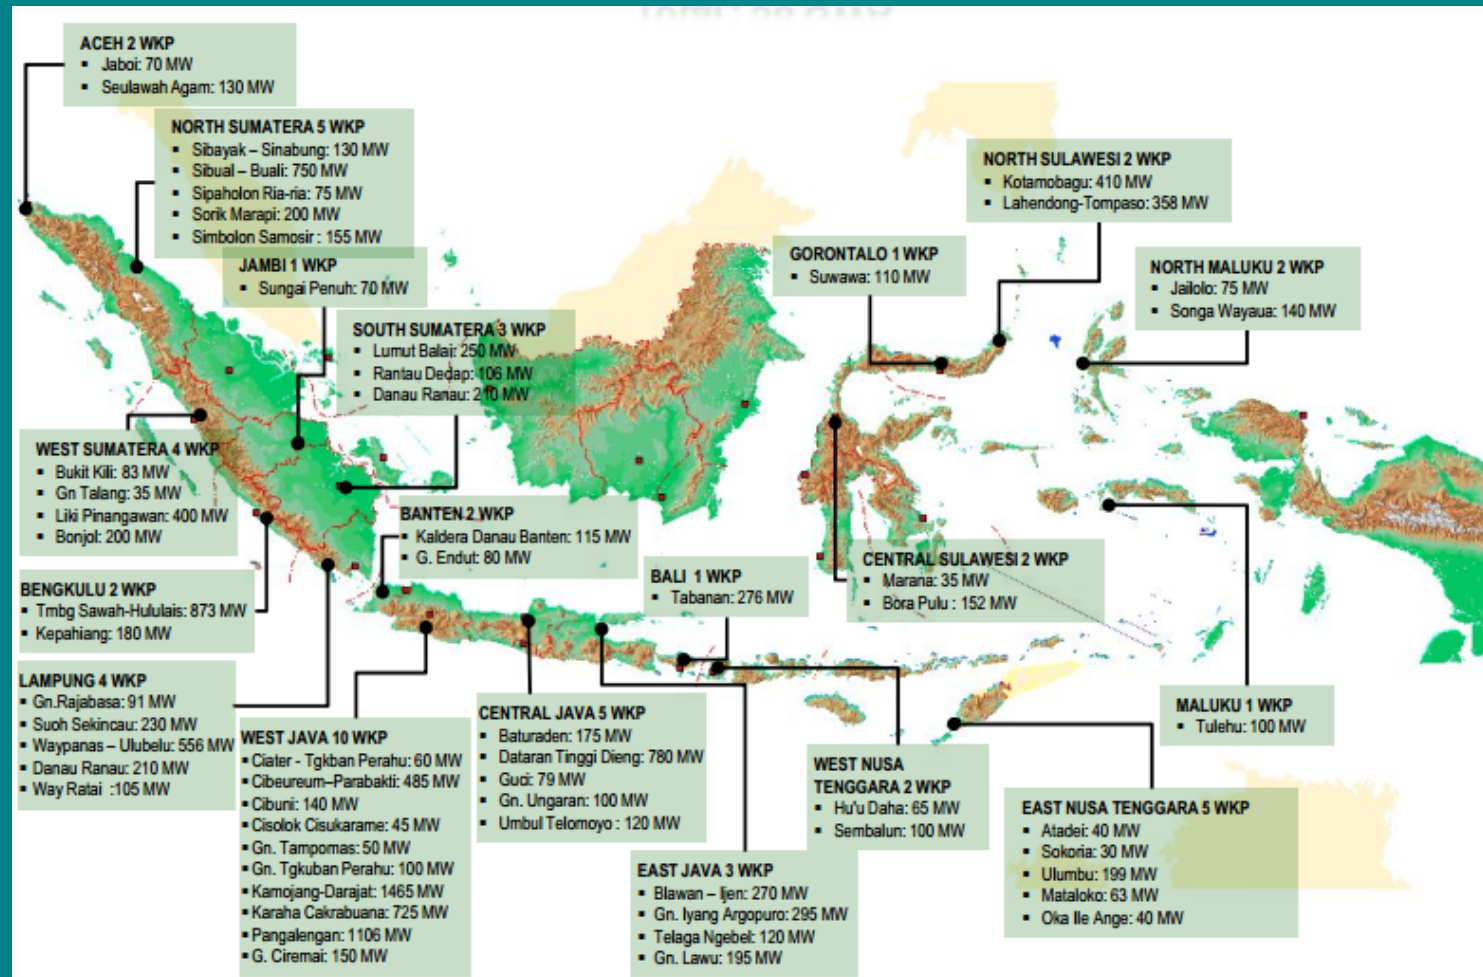 ACEH 2 WKP
▪ Jaboi: 70 MW
▪ Seulawah Agam: 130 MW
NORTH SUMATERA 5 WKP
▪ Sibayak – Sinabung: 130 MW
▪ Sibual – Buali: 750 MW
▪ Sipaholon Ria-ria: 75 MW
▪ Sorik Marapi: 200 MW
▪ Simbolon Samosir : 155 MW
JAMBI 1 WKP
▪ Sungai Penuh: 70 MW
SOUTH SUMATERA 3 WKP
▪ Lumut Balai: 250 MW
▪ Rantau Dedap: 106 MW
▪ Danau Ranau: 210 MW
NORTH SULAWESI 2 WKP
▪ Kotamobagu: 410 MW
▪ Lahendong-Tompaso: 358 MW
GORONTALO 1 WKP
▪ Suwawa: 110 MW
NORTH MALUKU 2 WKP
▪ Jailolo: 75 MW
▪ Songa Wayaua: 140 MW
WEST SUMATERA 4 WKP
▪ Bukit Kili: 83 MW
▪ Gn Talang: 35 MW
▪ Liki Pinangawan: 400 MW
▪ Bonjol: 200 MW
BANTEN 2 WKP
▪ Kaldera Danau Banten: 115 MW
▪ G. Endut: 80 MW
BALI 1 WKP
▪ Tabanan: 276 MW
CENTRAL SULAWESI 2 WKP
▪ Marana: 35 MW
▪ Bora Pulu : 152 MW
BENGKULU 2 WKP
▪ Tmbg Sawah-Hululais: 873 MW
▪ Kepahiang: 180 MW
LAMPUNG 4 WKP
▪ Gn.Rajabasa: 91 MW
▪ Suoh Sekincau: 230 MW
▪ Waypanas – Ulubelu: 556 MW
▪ Danau Ranau: 210 MW
▪ Way Ratai :105 MW
WEST JAVA 10 WKP
▪ Ciater - Tgkban Perahu: 60 MW
▪ Cibeureum–Parabakti: 485 MW
▪ Cibuni: 140 MW
▪ Cisolok Cisukarame: 45 MW
▪ Gn. Tampomas: 50 MW
▪ Gn. Tgkuban Perahu: 100 MW
▪ Kamojang-Darajat: 1465 MW
▪ Karaha Cakrabuana: 725 MW
▪ Pangalengan: 1106 MW
▪ G. Ciremai: 150 MW
CENTRAL JAVA 5 WKP
▪ Baturaden: 175 MW
▪ Dataran Tinggi Dieng: 780 MW
▪ Guci: 79 MW
▪ Gn. Ungaran: 100 MW
▪ Umbul Telomoyo : 120 MW
EAST JAVA 3 WKP
▪ Blawan – Ijen: 270 MW
▪ Gn. Iyang Argopuro: 295 MW
▪ Telaga Ngebel: 120 MW
▪ Gn. Lawu: 195 MW
WEST NUSA
TENGGARA 2 WKP
▪ Hu'u Daha: 65 MW
▪ Sembalun: 100 MW
MALUKU 1 WKP
▪ Tulehu: 100 MW
EAST NUSA TENGGARA 5 WKP
▪ Atadei: 40 MW
▪ Sokoria: 30 MW
▪ Ulumbu: 199 MW
▪ Mataloko: 63 MW
▪ Oka Ile Ange: 40 MW